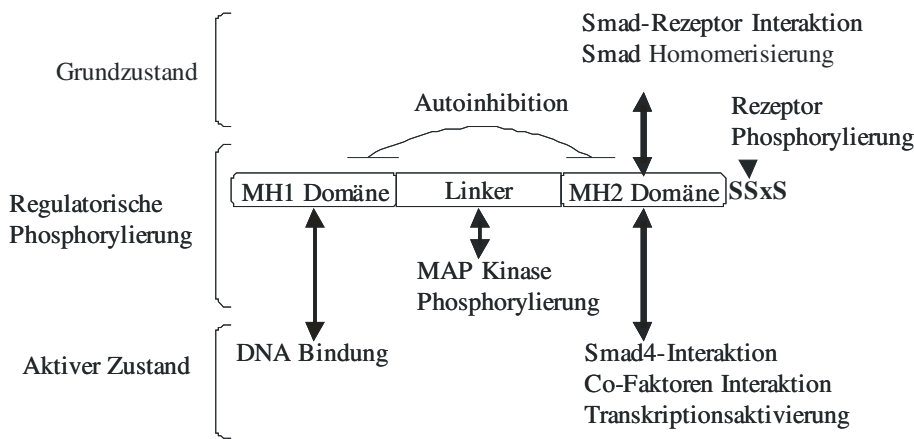 Smad-Rezeptor Interaktion
Smad Homomerisierung
Grundzustand
Autoinhibition
Rezeptor
Phosphorylierung
MH1 Domäne
Linker
MH2 Domäne
SSxS
Regulatorische
Phosphorylierung
MAP Kinase
Phosphorylierung
Aktiver Zustand
DNA Bindung
Smad4-Interaktion
Co-Faktoren Interaktion
Transkriptionsaktivierung